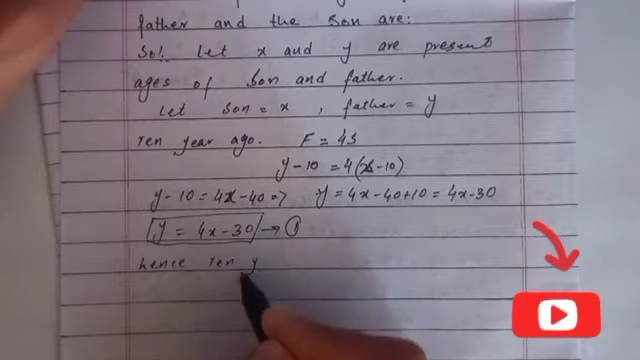 father and the son are:
Sol. Let x and y are present
ages of Son and father.
Let Son = x , father = y
Ten year ago. F = 4S
y-10 = 4(x-10)
y-10 = 4x-40 => y = 4x-40+10 = 4x-30
y = 4x-30 → ①
hence Ten y